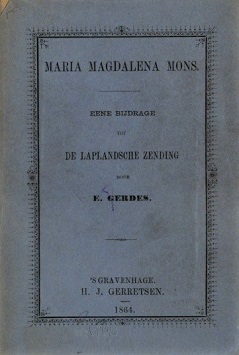 MARIA MAGDALENA MONS.
EENE BIJDRAGE
TOT
DE LAPLANDSCHE ZENDING
DOOR
E. GERDES.
'S GRAVENHAGE.
H. J. GERRETSEN.
1864.